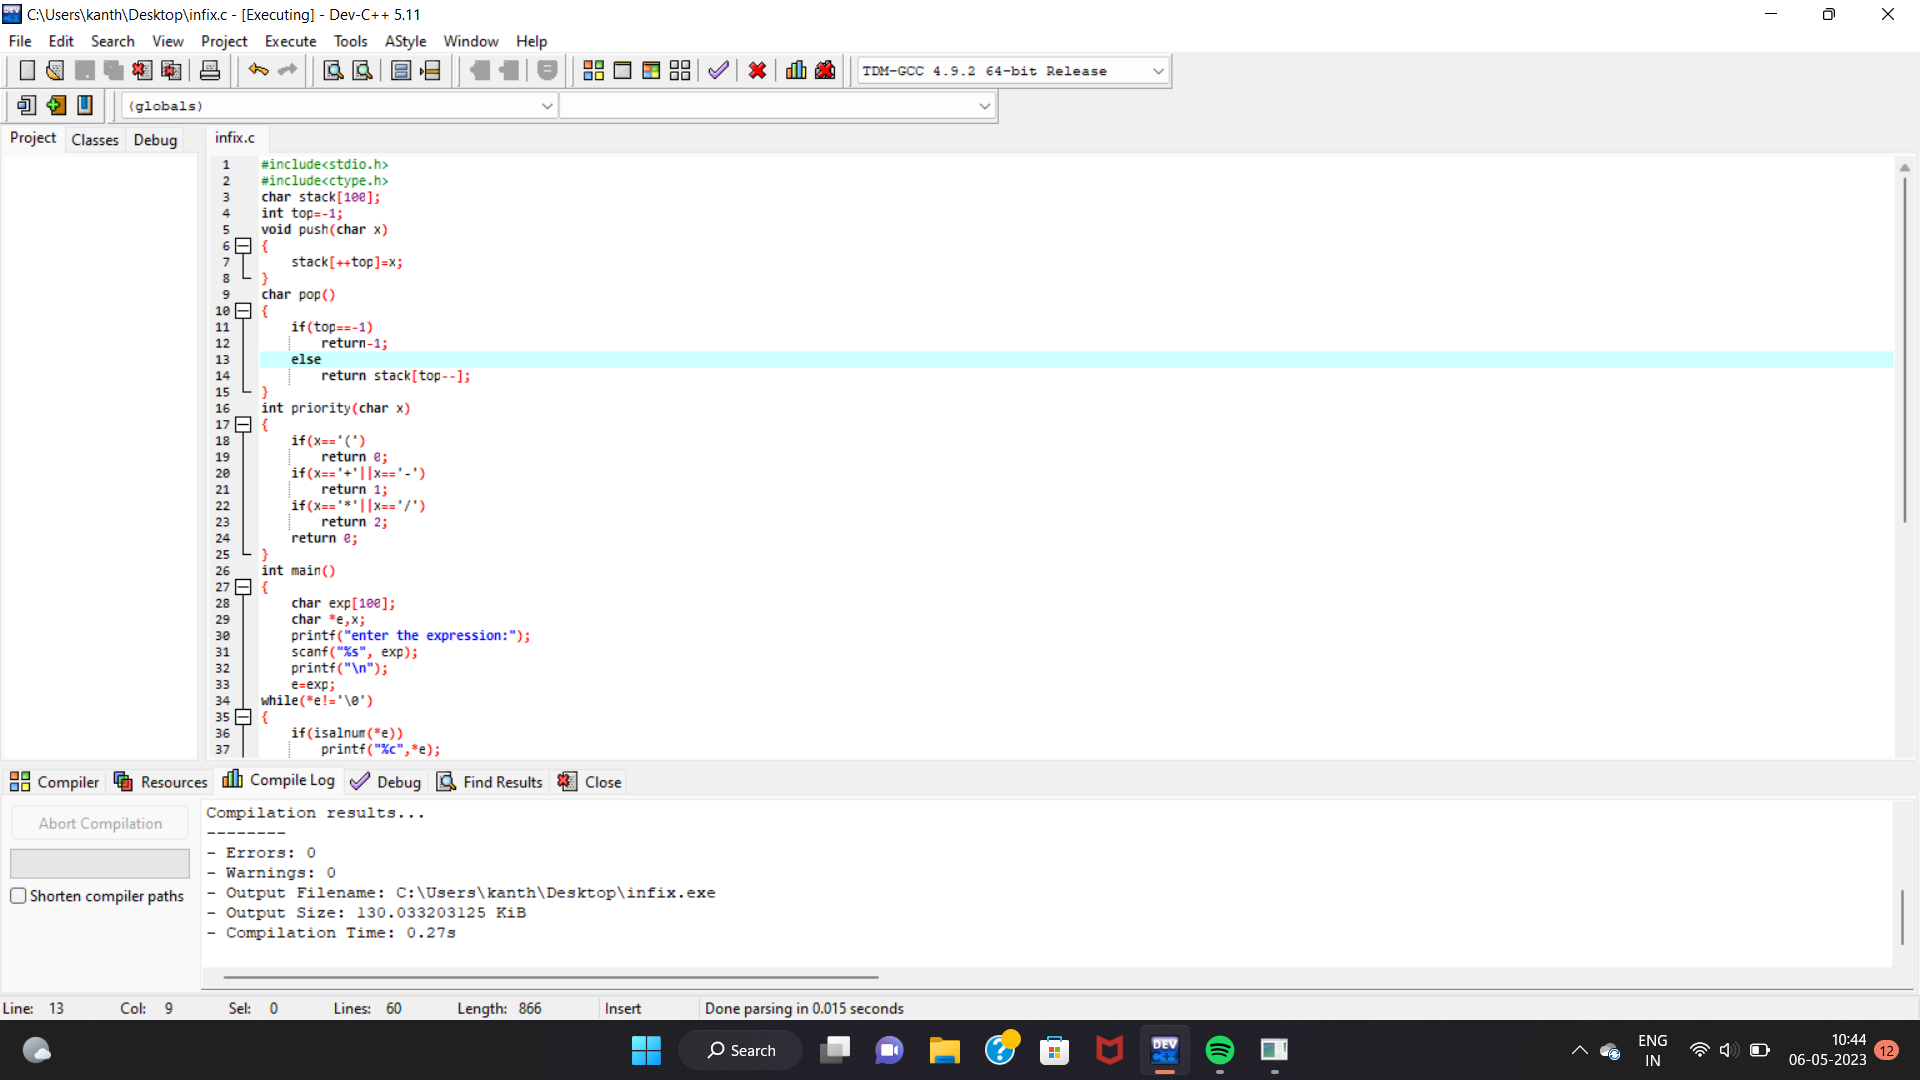 C:\Users\kanth\Desktop\infix.c - [Executing] - Dev-C++ 5.11
File Edit Search View Project Execute Tools AStyle Window Help
TDM-GCC 4.9.2 64-bit Release
(globals)
Project Classes Debug infix.c
1 #include<stdio.h>
2 #include<ctype.h>
3 char stack[100];
4 int top=-1;
5 void push(char x)
6 {
7 stack[++top]=x;
8 }
9 char pop()
10 {
11 if(top==-1)
12 return-1;
13 else
14 return stack[top--];
15 }
16 int priority(char x)
17 {
18 if(x=='(')
19 return 0;
20 if(x=='+'||x=='-')
21 return 1;
22 if(x=='*'||x=='/')
23 return 2;
24 return 0;
25 }
26 int main()
27 {
28 char exp[100];
29 char *e,x;
30 printf("enter the expression:");
31 scanf("%s", exp);
32 printf("\n");
33 e=exp;
34 while(*e!='\0')
35 {
36 if(isalnum(*e))
37 printf("%c",*e);
Compiler Resources Compile Log Debug Find Results Close
Abort Compilation
Shorten compiler paths
Compilation results...
--------
- Errors: 0
- Warnings: 0
- Output Filename: C:\Users\kanth\Desktop\infix.exe
- Output Size: 130.033203125 KiB
- Compilation Time: 0.27s
Line: 13 Col: 9 Sel: 0 Lines: 60 Length: 866 Insert Done parsing in 0.015 seconds
Search
DEV C++
ENG
IN
10:44
06-05-2023
12